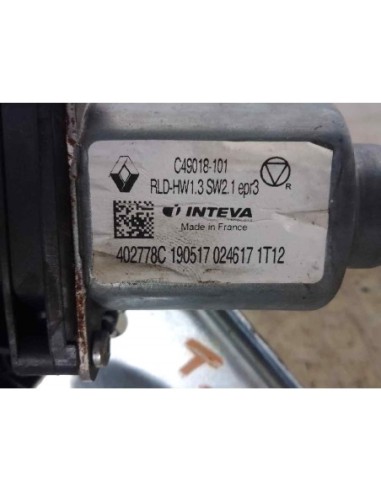 C49018-101
RLD-HW1.3 SW2.1 epr3
R
INTEVA
Made in France
402778C 190517 024617 1T12